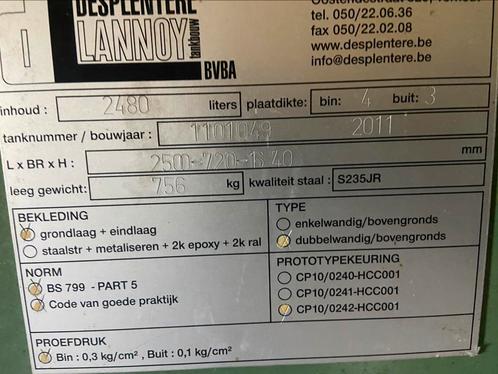 DESPLENTERE
LANNOY
tankbouw
BVBA
tel. 050/22.06.36
fax 050/22.02.08
www.desplentere.be
info@desplentere.be
inhoud : 2480 liters plaatdikte: bin: 4 buit: 3
tanknummer / bouwjaar : 1101049 2011
L x BR x H : 2500-720-1640 mm
leeg gewicht: 756 kg kwaliteit staal : S235JR
BEKLEDING
grondlaag + eindlaag
staalstr + metaliseren + 2k epoxy + 2k ral
TYPE
enkelwandig/bovengronds
dubbelwandig/bovengronds
NORM
BS 799 - PART 5
Code van goede praktijk
PROTOTYPEKEURING
CP10/0240-HCC001
CP10/0241-HCC001
CP10/0242-HCC001
PROEFDRUK
Bin : 0,3 kg/cm², Buit : 0,1 kg/cm²